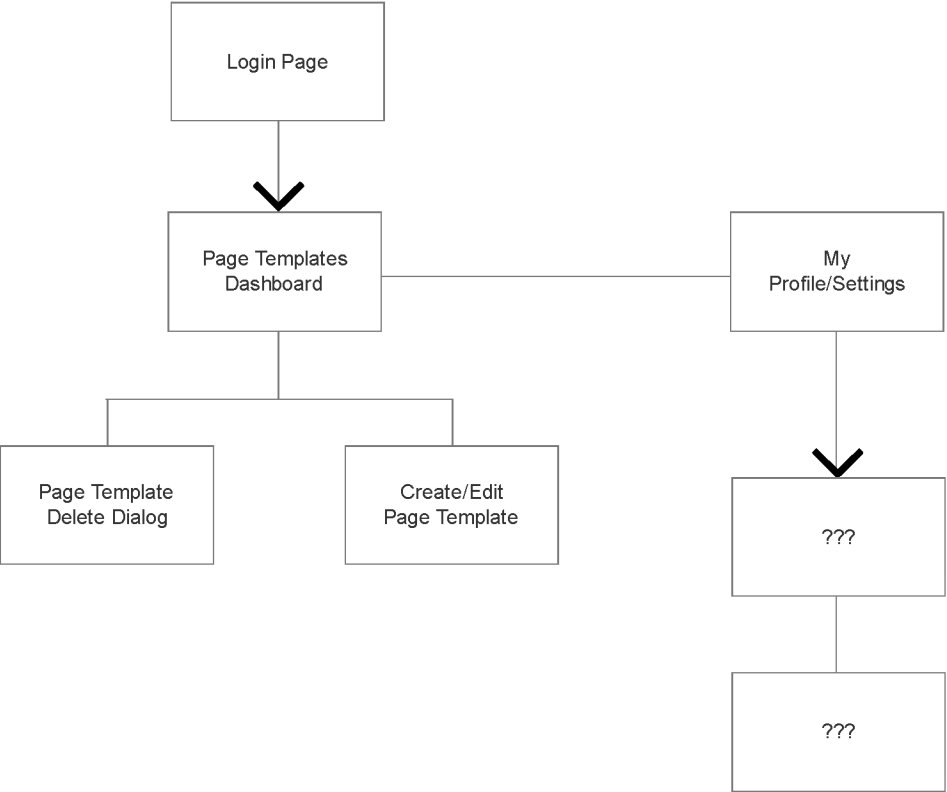 Login Page
Page Templates
Dashboard
My
Profile/Settings
Page Template
Delete Dialog
Create/Edit
Page Template
???
???